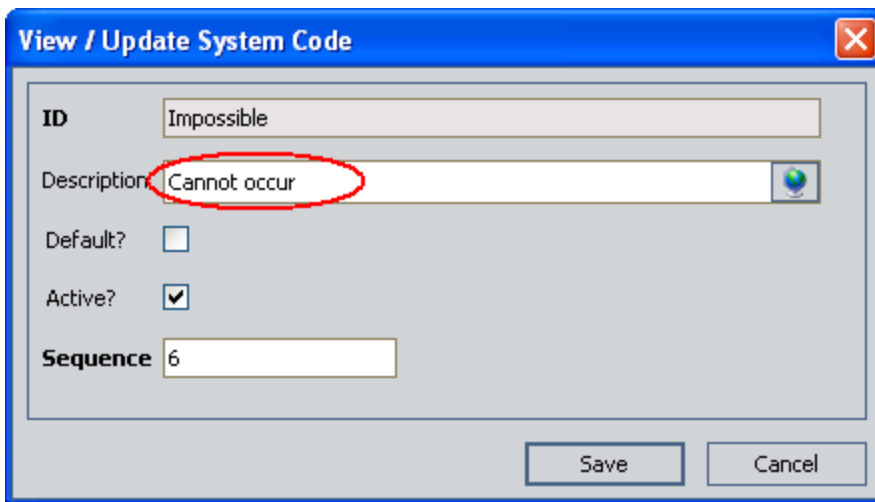 View / Update System Code
ID Impossible
Description Cannot occur
Default?
Active?
Sequence 6
Save Cancel